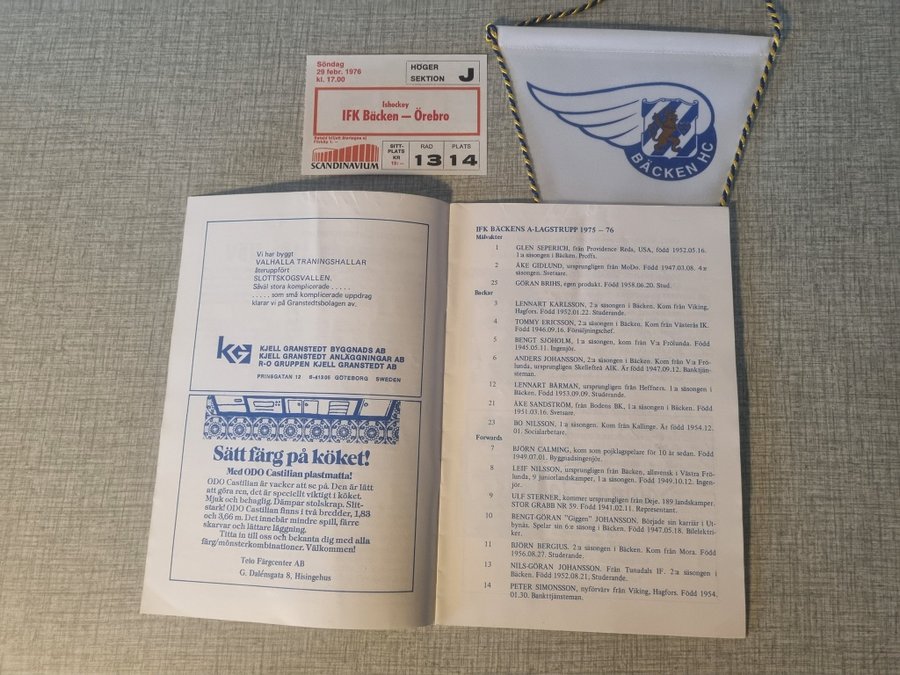 Söndag
29 febr. 1976
kl. 17.00
HÖGER
SEKTION J
Ishockey
IFK Bäcken — Örebro
SCANDINAVIUM
SITT-
PLATS
KR
RAD
13
PLATS
14
BÄCKEN HC
Vi har byggt
VALHALLA TRÄNINGSHALLAR
återuppfört
SLOTTSKOGSVALLEN.
Såväl stora komplicerade . . . . .
. . . . . som små komplicerade uppdrag
klarar vi på Granstedtsbolagen av.
KJELL GRANSTEDT BYGGNADS AB
KJELL GRANSTEDT ANLÄGGNINGAR AB
R-O GRUPPEN KJELL GRANSTEDT AB
PRINSGATAN 12 S-41305 GÖTEBORG SWEDEN
Sätt färg på köket!
Med ODO Castilian plastmatta!
ODO Castilian är vacker att se på. Den är lätt
att göra ren, det är speciellt viktigt i köket.
Mjuk och behaglig. Dämpar stolskrap. Slit-
stark! ODO Castilian finns i två bredder, 1,83
och 3,66 m. Det innebär mindre spill, färre
skarvar och lättare läggning.
Titta in till oss och bekanta dig med alla
färg/mönsterkombinationer. Välkommen!
Teio Färgcenter AB
G. Dalénsgata 8, Hisingehus
IFK BÄCKENS A-LAGSTRUPP 1975 – 76
Målvakter
1 GLEN SEPERICH, från Providence Reds, USA, född 1952.05.16.
1:a säsongen i Bäcken. Proffs.
2 ÅKE GIDLUND, ursprungligen från MoDo. Född 1947.03.08. 4:e
säsongen. Svetsare.
25 GÖRAN BRIHS, egen produkt. Född 1958.06.20. Stud.
Backar
3 LENNART KARLSSON, 2:a säsongen i Bäcken. Kom från Viking,
Hagfors. Född 1952.01.22. Studerande.
4 TOMMY ERICSSON, 2:a säsongen i Bäcken. Kom från Västerås IK.
Född 1946.09.16. Försäljningschef.
5 BENGT SJÖHOLM, 1:a säsongen, kom från V:a Frölunda. Född
1945.05.11. Ingenjör.
6 ANDERS JOHANSSON, 2:a säsongen i Bäcken. Kom från V:a Frö-
lunda, ursprungligen Skellefteå AIK. Är född 1947.09.12. Banktjän-
steman.
12 LENNART BÄRMAN, ursprungligen från Heffners. 1:a säsongen i
Bäcken. Född 1953.09.09. Studerande.
21 ÅKE SANDSTRÖM, från Bodens BK, 1:a säsongen i Bäcken. Född
1951.03.16. Svetsare.
23 BO NILSSON, 1:a säsongen. Kom från Kallinge. Är född 1954.12.
01. Socialarbetare.
Forwards
7 BJÖRN CALMING, kom som pojklagspelare för 10 år sedan. Född
1949.07.01. Byggnadsingenjör.
8 LEIF NILSSON, ursprungligen från Bäcken, allsvensk i Västra Frö-
lunda, 9 juniorlandskamper, 1:a säsongen. Född 1949.10.12. Ingen-
jör.
9 ULF STERNER, kommer ursprungligen från Deje. 189 landskamper.
STOR GRABB NR 59. Född 1941.02.11. Representant.
10 BENGT-GÖRAN "Giggen" JOHANSSON. Började sin karriär i Ut-
bynäs. Spelar sin 6:e säsong i Bäcken. Född 1947.05.18. Bilelektri-
ker.
11 BJÖRN BERGIUS. 2:a säsongen i Bäcken. Kom från Mora. Född
1956.08.27. Studerande.
13 NILS-GÖRAN JOHANSSON. Från Tunadals IF. 2:a säsongen i
Bäcken. Född 1952.08.21, Studerande.
14 PETER SIMONSSON, nyförvärv från Viking, Hagfors. Född 1954.
01.30. Banktjänsteman.